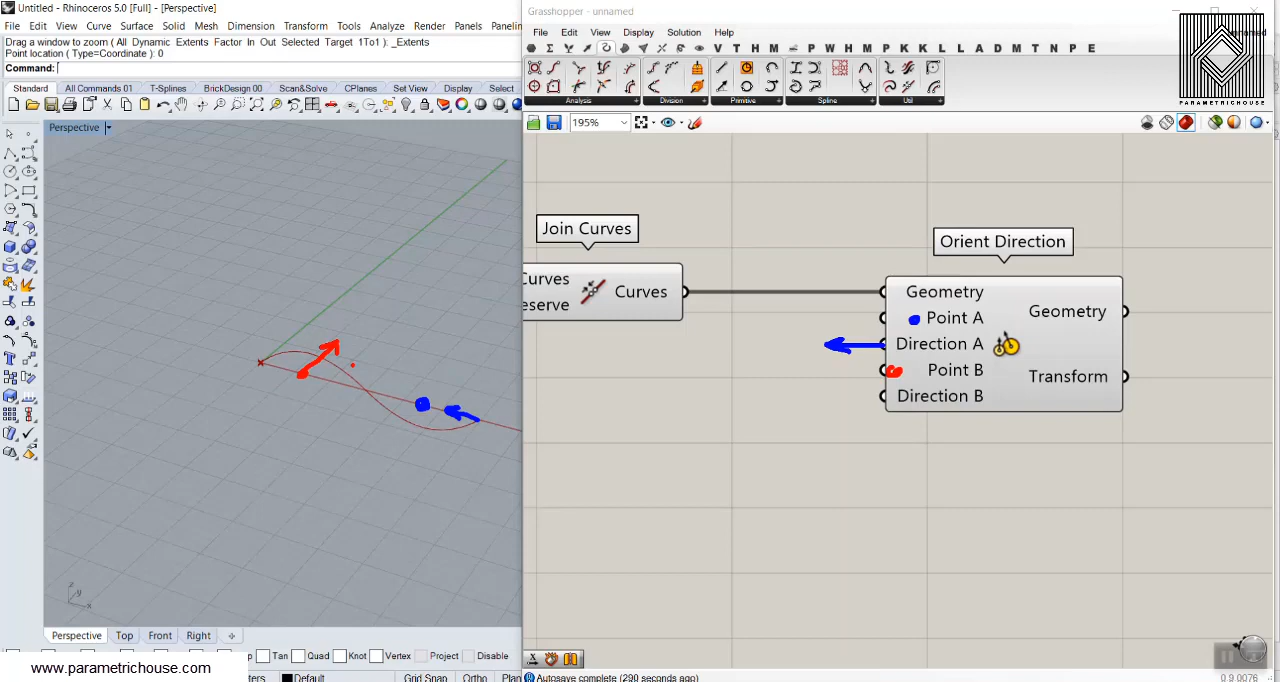 Untitled - Rhinoceros 5.0 [Full] - [Perspective]
File Edit View Curve Surface Solid Mesh Dimension Transform Tools Analyze Render Panels
Drag a window to zoom ( All Dynamic Extents Factor In Out Selected Target 1To1 ): _Extents
Point location ( Type=Coordinate ): 0
Command:
Standard All Commands 01 T-Splines BrickDesign 00 Scan&Solve CPlanes Set View Display Select
Perspective
z
y
x
Perspective Top Front Right
Tan Quad Knot Vertex Project Disable
Default Grid Snap Ortho
www.parametrichouse.com
Grasshopper - unnamed
File Edit View Display Solution Help
unnamed
V T H M P W H M P K K L L A D M T N P E
Analysis Division Primitive Spline Util
195%
PARAMETRICHOUSE
Join Curves
Curves
Curves
Orient Direction
Geometry
Point A
Direction A
Point B
Direction B
Geometry
Transform
Autosave complete (290 seconds ago)
0.9.0076